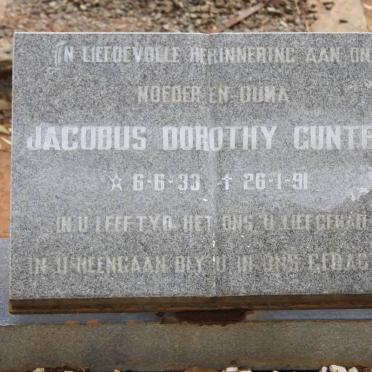 IN LIEFDEVOLLE HERINNERING AAN ON
MOEDER EN OUMA
JACOBUS DOROTHY GUNTE
☆ 6-6-33 † 26-1-91
IN U LEEFTYD HET ONS U LIEFGEHAD
IN U HEENGAAN BLY U IN ONS GEDAG